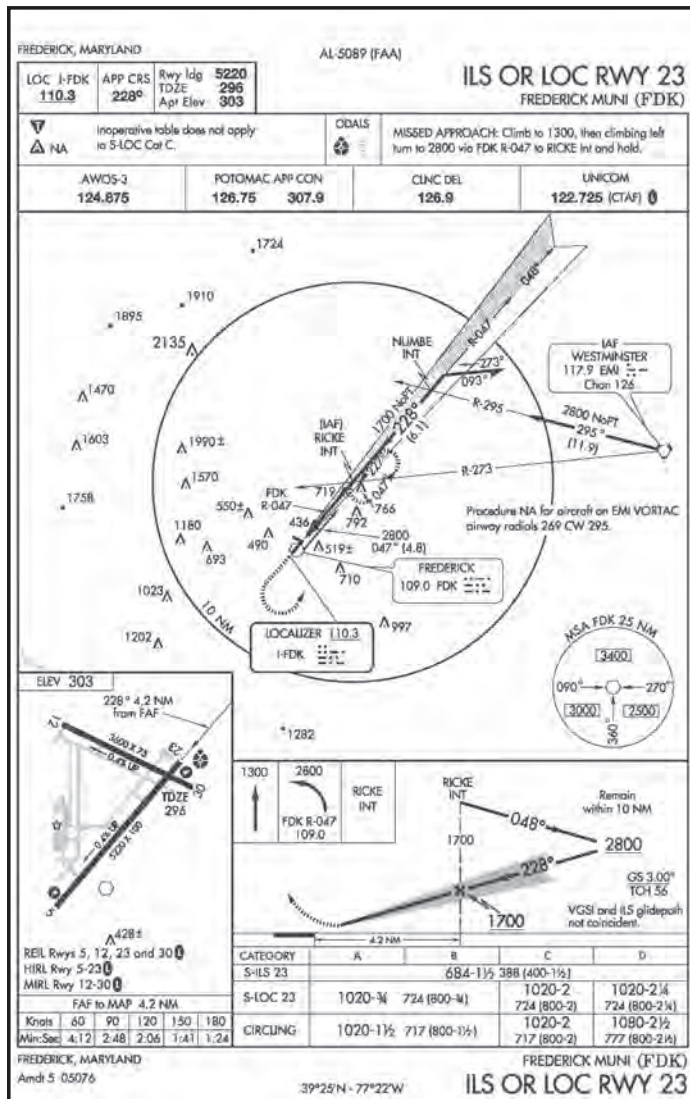 FREDERICK, MARYLAND
AL-5089 (FAA)
ILS OR LOC RWY 23
FREDERICK MUNI (FDK)
LOC I-FDK
110.3
APP CRS
228°
Rwy ldg 5220
TDZE 296
Apt Elev 303
T
A NA
Inoperative table does not apply
to S-LOC Cat C.
ODALS
MISSED APPROACH: Climb to 1300, then climbing left
turn to 2800 via FDK R-047 to RICKE Int and hold.
AWOS-3
124.875
POTOMAC APP CON
126.75 307.9
CLNC DEL
126.9
UNICOM
122.725 (CTAF) L
1724
1910
1895
2135
1470
1603
1990±
1570
1758
550±
1180
693
490
436
719
766
792
519±
710
1023
1202
997
1282
048°
R-047
NUMBE
INT
273°
093°
IAF
WESTMINSTER
117.9 EMI
Chan 126
R-295
2800 NoPT
295°
(11.9)
1700 NoPT
228°
(6.1)
(IAF)
RICKE
INT
227°
047°
R-273
FDK
R-047
Procedure NA for aircraft on EMI VORTAC
airway radials 269 CW 295.
2800
047° (4.8)
FREDERICK
109.0 FDK
10 NM
LOCALIZER 110.3
I-FDK
MSA FDK 25 NM
3400
090°
270°
3000
2500
360°
ELEV 303
228° 4.2 NM
from FAF
12
3600 X 75
0.4% UP
23
30
TDZE
296
0.4% UP
5220 X 100
5
428±
REIL Rwys 5, 12, 23 and 30 L
HIRL Rwy 5-23 L
MIRL Rwy 12-30 L
FAF to MAP 4.2 NM
Knots 60 90 120 150 180
Min:Sec 4:12 2:48 2:06 1:41 1:24
1300
2800
FDK R-047
109.0
RICKE
INT
RICKE
INT
Remain
within 10 NM
048°
2800
1700
228°
1700
GS 3.00°
TCH 56
VGSI and ILS glidepath
not coincident.
4.2 NM
CATEGORY A B C D
S-ILS 23 684-1½ 388 (400-1½)
S-LOC 23 1020-¾ 724 (800-¾) 1020-2 724 (800-2) 1020-2¼ 724 (800-2¼)
CIRCLING 1020-1½ 717 (800-1½) 1020-2 717 (800-2) 1080-2½ 777 (800-2½)
FREDERICK, MARYLAND
Amdt 5 05076
39°25'N - 77°22'W
FREDERICK MUNI (FDK)
ILS OR LOC RWY 23